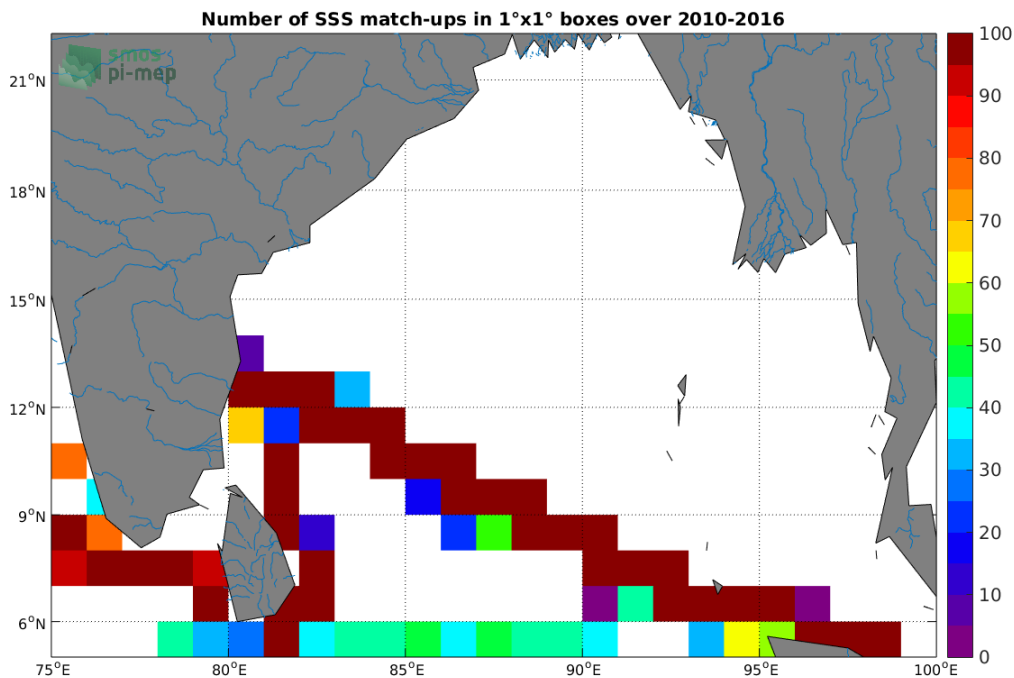 Number of SSS match-ups in 1°x1° boxes over 2010-2016
smos
pi-mep
21°N
18°N
15°N
12°N
9°N
6°N
75°E
80°E
85°E
90°E
95°E
100°E
100
90
80
70
60
50
40
30
20
10
0